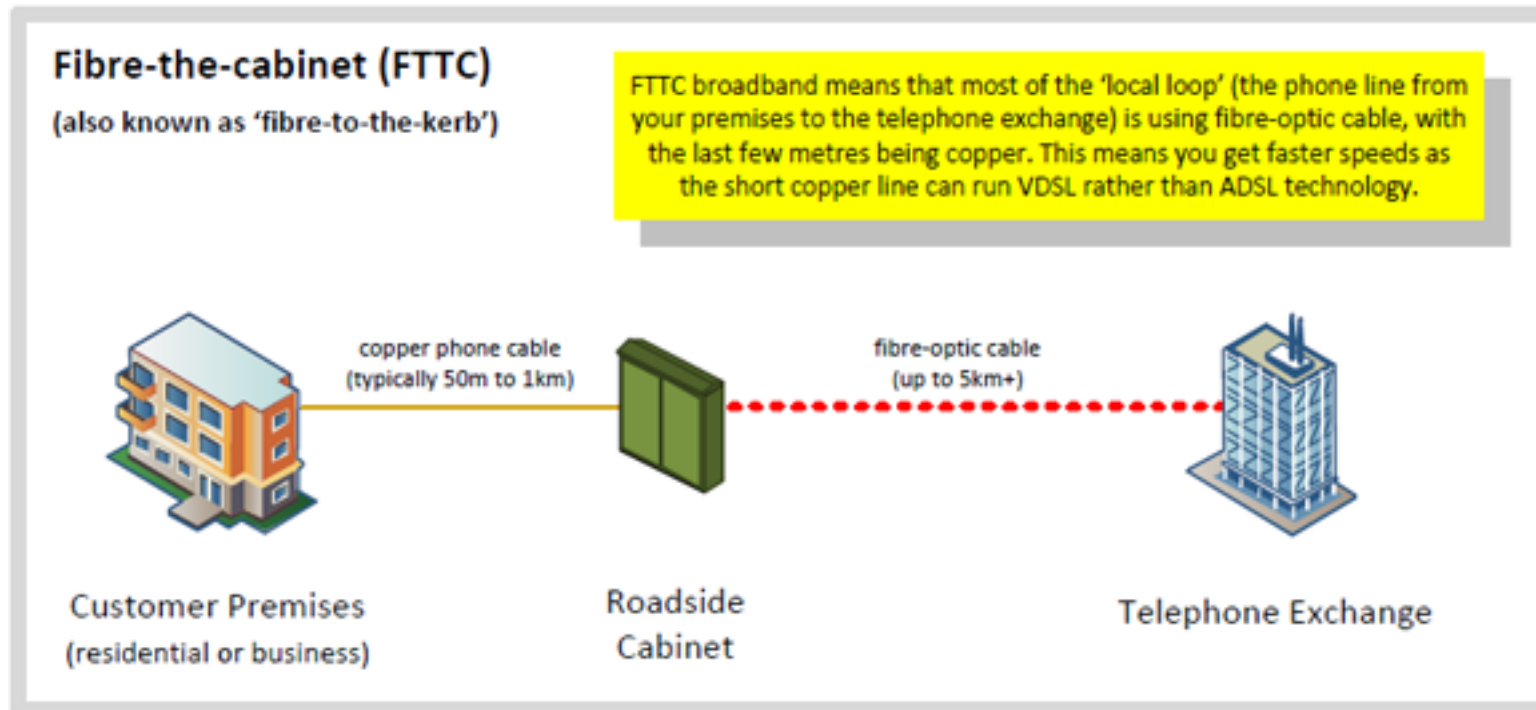 Fibre-the-cabinet (FTTC)
(also known as ‘fibre-to-the-kerb’)
FTTC broadband means that most of the ‘local loop’ (the phone line from
your premises to the telephone exchange) is using fibre-optic cable, with
the last few metres being copper. This means you get faster speeds as
the short copper line can run VDSL rather than ADSL technology.
copper phone cable
(typically 50m to 1km)
fibre-optic cable
(up to 5km+)
Customer Premises
(residential or business)
Roadside
Cabinet
Telephone Exchange